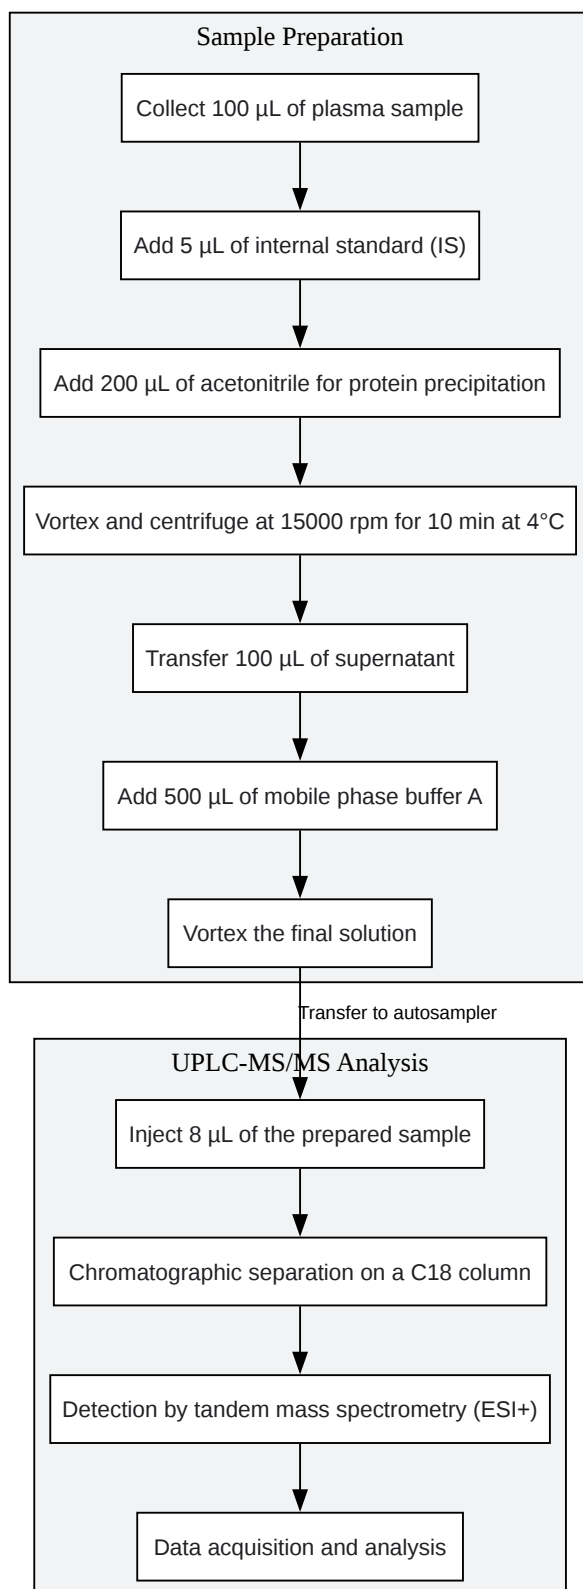 Sample Preparation
Collect 100 µL of plasma sample
Add 5 µL of internal standard (IS)
Add 200 µL of acetonitrile for protein precipitation
Vortex and centrifuge at 15000 rpm for 10 min at 4°C
Transfer 100 µL of supernatant
Add 500 µL of mobile phase buffer A
Vortex the final solution
Transfer to autosampler
UPLC-MS/MS Analysis
Inject 8 µL of the prepared sample
Chromatographic separation on a C18 column
Detection by tandem mass spectrometry (ESI+)
Data acquisition and analysis